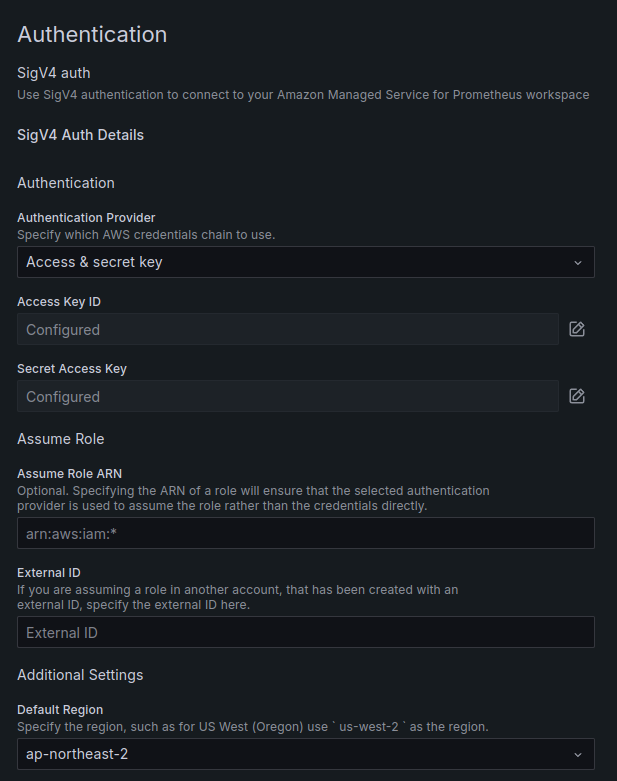 Authentication
SigV4 auth
Use SigV4 authentication to connect to your Amazon Managed Service for Prometheus workspace
SigV4 Auth Details
Authentication
Authentication Provider
Specify which AWS credentials chain to use.
Access & secret key
Access Key ID
Configured
Secret Access Key
Configured
Assume Role
Assume Role ARN
Optional. Specifying the ARN of a role will ensure that the selected authentication
provider is used to assume the role rather than the credentials directly.
arn:aws:iam:*
External ID
If you are assuming a role in another account, that has been created with an
external ID, specify the external ID here.
External ID
Additional Settings
Default Region
Specify the region, such as for US West (Oregon) use ` us-west-2 ` as the region.
ap-northeast-2